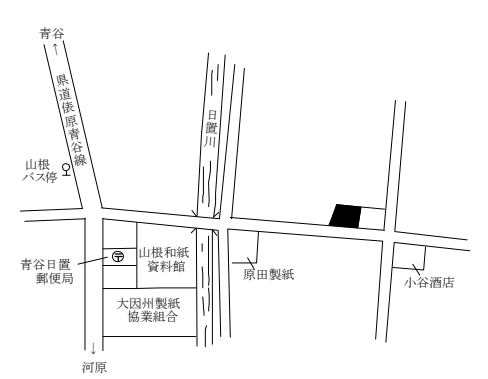 青谷
↑
県道俵原青谷線
日置川
山根
バス停
山根和紙
資料館
青谷日置
郵便局
原田製紙
小谷酒店
大因州製紙
協業組合
↓
河原